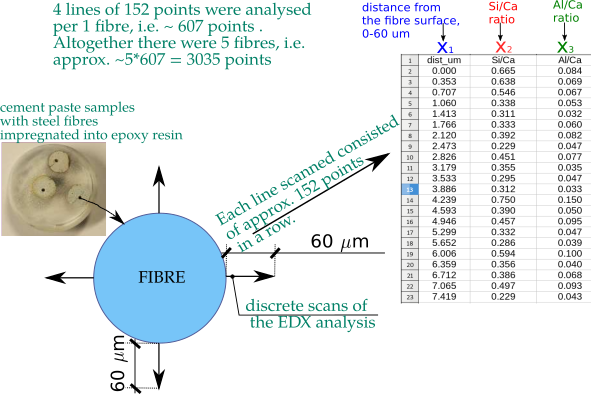 4 lines of 152 points were analysed
per 1 fibre, i.e. ~ 607 points .
Altogether there were 5 fibres, i.e.
approx. ~5*607 = 3035 points
cement paste samples
with steel fibres
impregnated into epoxy resin
Each line scanned consisted
of approx. 152 points
in a row.
60 μm
FIBRE
discrete scans of
the EDX analysis
60 μm
distance from
the fibre surface,
0-60 um
Si/Ca
ratio
Al/Ca
ratio
X1 X2 X3
1 dist_um Si/Ca Al/Ca
2 0.000 0.665 0.084
3 0.353 0.638 0.069
4 0.707 0.546 0.067
5 1.060 0.338 0.053
6 1.413 0.311 0.032
7 1.766 0.333 0.060
8 2.120 0.392 0.082
9 2.473 0.229 0.047
10 2.826 0.451 0.077
11 3.179 0.355 0.035
12 3.533 0.295 0.047
13 3.886 0.312 0.033
14 4.239 0.750 0.150
15 4.593 0.390 0.050
16 4.946 0.457 0.095
17 5.299 0.332 0.047
18 5.652 0.286 0.039
19 6.006 0.594 0.100
20 6.359 0.356 0.040
21 6.712 0.386 0.068
22 7.065 0.497 0.093
23 7.419 0.229 0.043